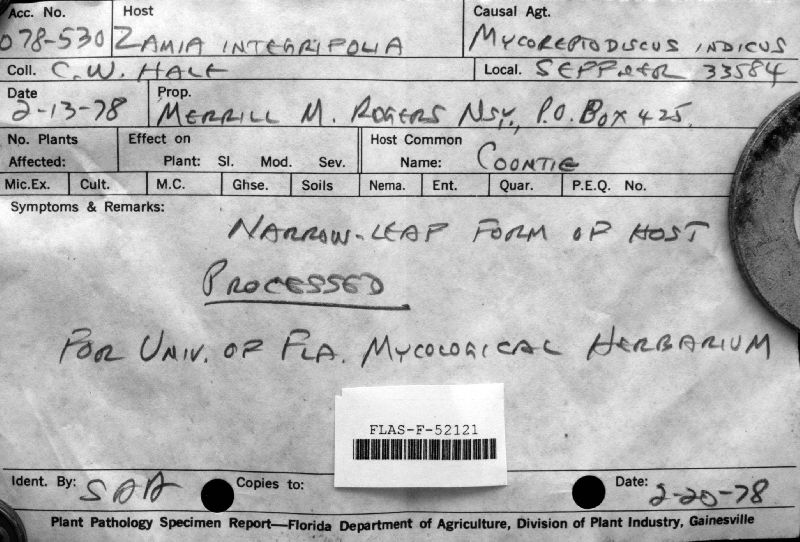 Acc. No. Host Causal Agt.
078-530 ZAMIA INTEGRIFOLIA MYCOLEPTODISCUS INDICUS
Coll. C.W. HALE Local. SEFFNER 33584
Date Prop.
2-13-78 MERRILL M. ROGERS NSY., P.O. BOX 425
No. Plants Effect on Host Common
Affected: Plant: Sl. Mod. Sev. Name: COONTIE
Mic.Ex. Cult. M.C. Ghse. Soils Nema. Ent. Quar. P.E.Q. No.
Symptoms & Remarks:
NARROW-LEAF FORM OF HOST
PROCESSED
FOR UNIV. OF FLA. MYCOLOGICAL HERBARIUM
FLAS-F-52121
Ident. By: SAA Copies to: Date: 2-20-78
Plant Pathology Specimen Report—Florida Department of Agriculture, Division of Plant Industry, Gainesville